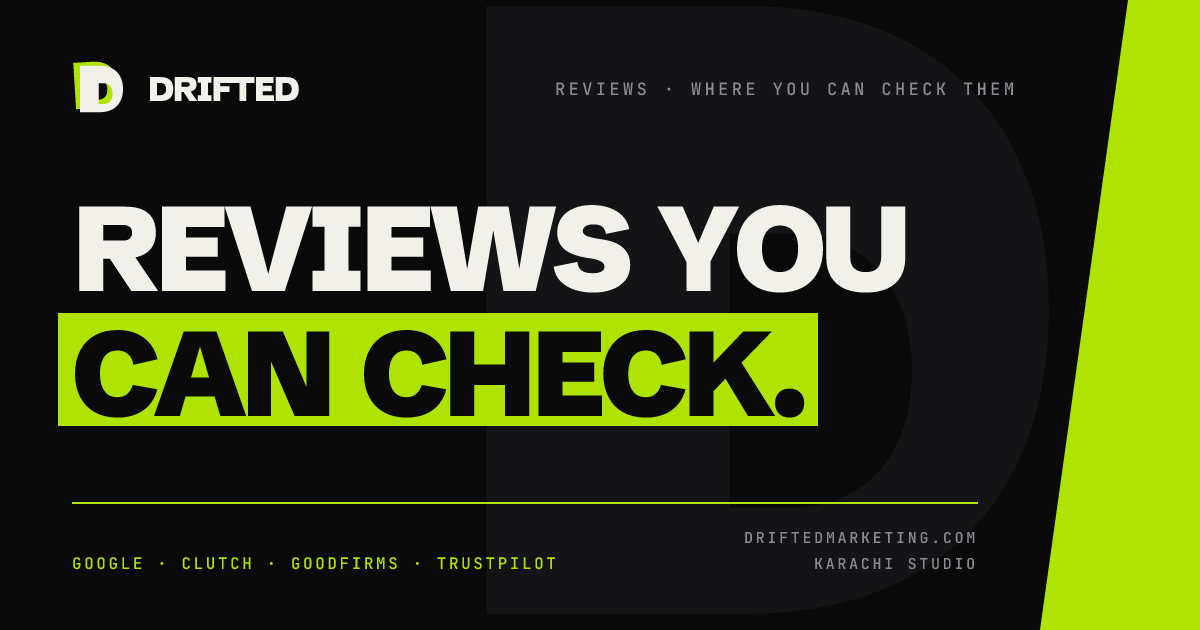 D DRIFTED
REVIEWS · WHERE YOU CAN CHECK THEM
REVIEWS YOU
CAN CHECK.
DRIFTEDMARKETING.COM
GOOGLE · CLUTCH · GOODFIRMS · TRUSTPILOT
KARACHI STUDIO